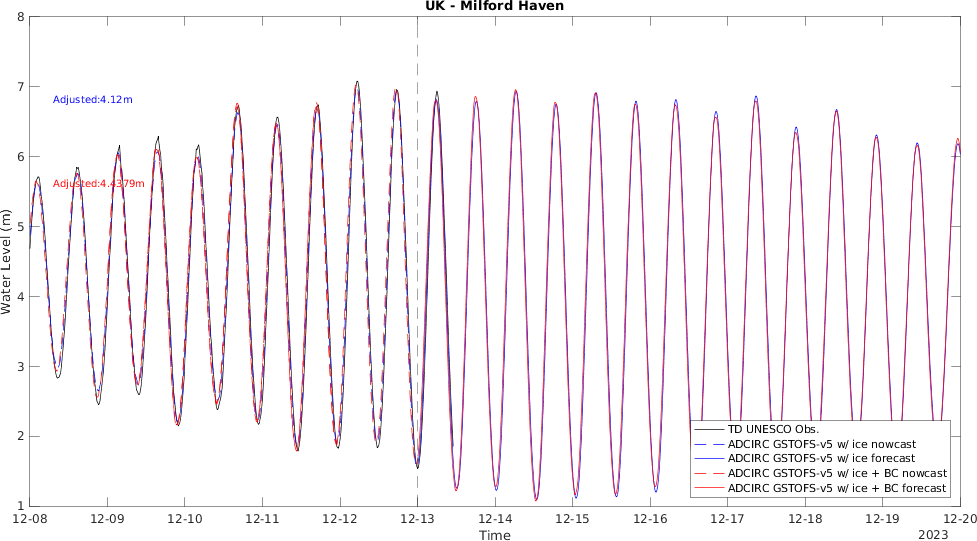 UK - Milford Haven
8
7
6
5
4
3
2
1
Water Level (m)
Adjusted:4.12m
Adjusted:4.4379m
TD UNESCO Obs.
ADCIRC GSTOFS-v5 w/ ice nowcast
ADCIRC GSTOFS-v5 w/ ice forecast
ADCIRC GSTOFS-v5 w/ ice + BC nowcast
ADCIRC GSTOFS-v5 w/ ice + BC forecast
12-08 12-09 12-10 12-11 12-12 12-13 12-14 12-15 12-16 12-17 12-18 12-19 12-20
Time
2023